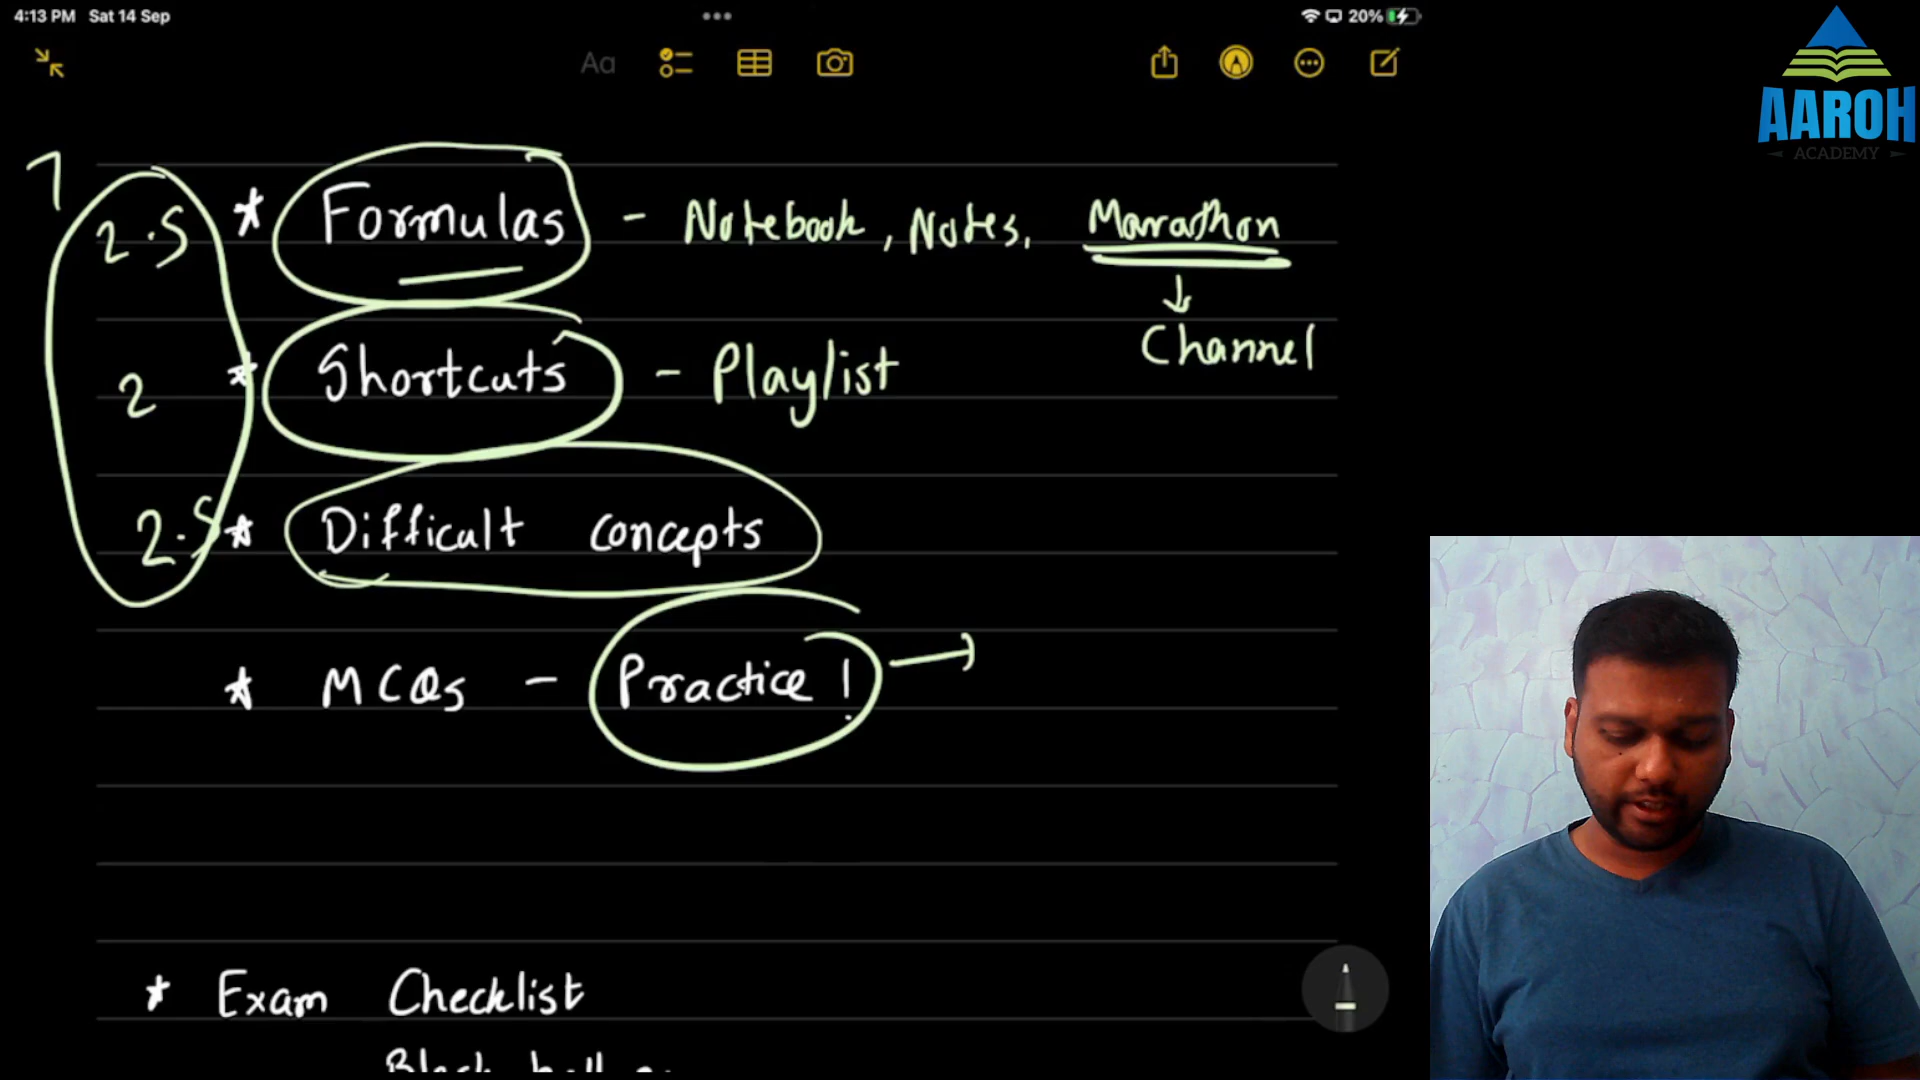 4:13 PM Sat 14 Sep
20%
Aa
AAROH
ACADEMY
7
2.5 * Formulas - Notebook, Notes, Marathon
Channel
2 * Shortcuts - Playlist
2.5 * Difficult concepts
* MCQs - Practice!
* Exam Checklist